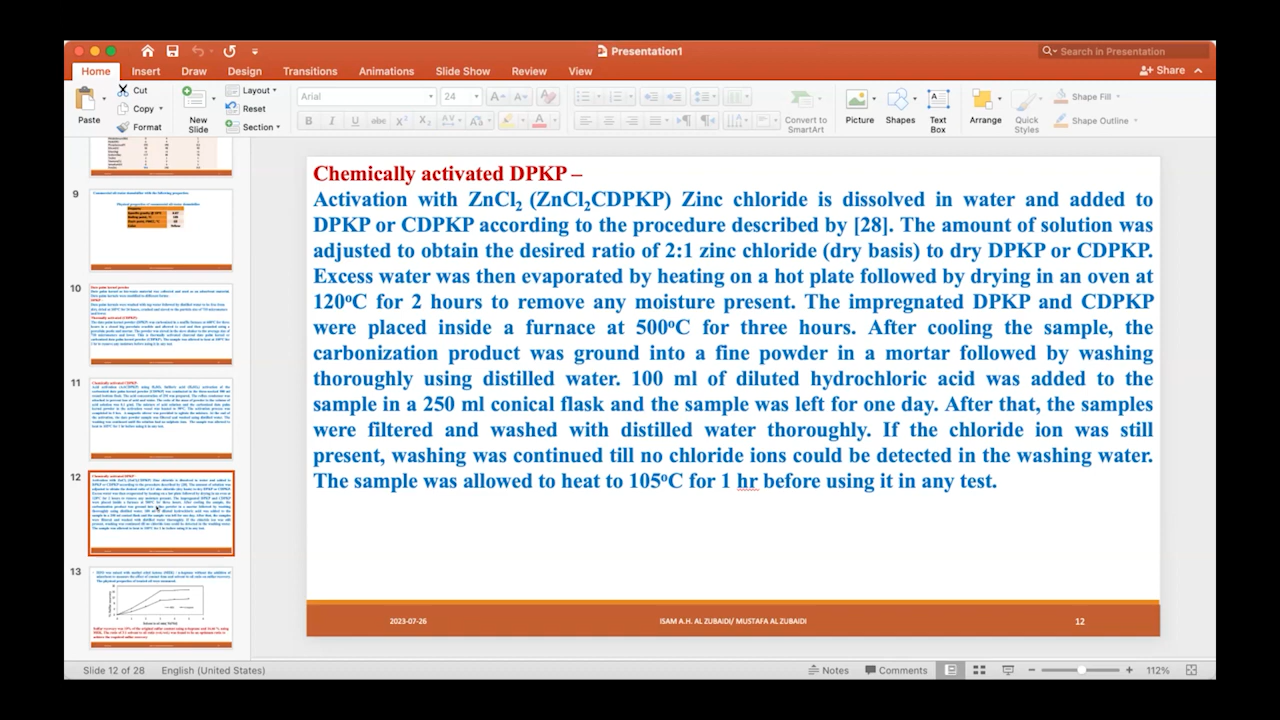 Presentation1
Search in Presentation
Home Insert Draw Design Transitions Animations Slide Show Review View
Share
Paste
Cut
Copy
Format
New Slide
Layout
Reset
Section
Arial 24
Convert to SmartArt
Picture
Shapes
Text Box
Arrange
Quick Styles
Shape Fill
Shape Outline
9
10
11
12
13
Chemically activated DPKP –
Activation with ZnCl₂ (ZnCl₂CDPKP) Zinc chloride is dissolved in water and added to
DPKP or CDPKP according to the procedure described by [28]. The amount of solution was
adjusted to obtain the desired ratio of 2:1 zinc chloride (dry basis) to dry DPKP or CDPKP.
Excess water was then evaporated by heating on a hot plate followed by drying in an oven at
120ºC for 2 hours to remove any moisture present. The impregnated DPKP and CDPKP
were placed inside a furnace at 500ºC for three hours. After cooling the sample, the
carbonization product was ground into a fine powder in a mortar followed by washing
thoroughly using distilled water. 100 ml of diluted hydrochloric acid was added to the
sample in a 250 ml conical flask and the sample was left for one day. After that, the samples
were filtered and washed with distilled water thoroughly. If the chloride ion was still
present, washing was continued till no chloride ions could be detected in the washing water.
The sample was allowed to heat to 105ºC for 1 hr before using it in any test.
2023-07-26 ISAM A.H. AL ZUBAIDI/ MUSTAFA AL ZUBAIDI 12
Slide 12 of 28 English (United States) Notes Comments 112%